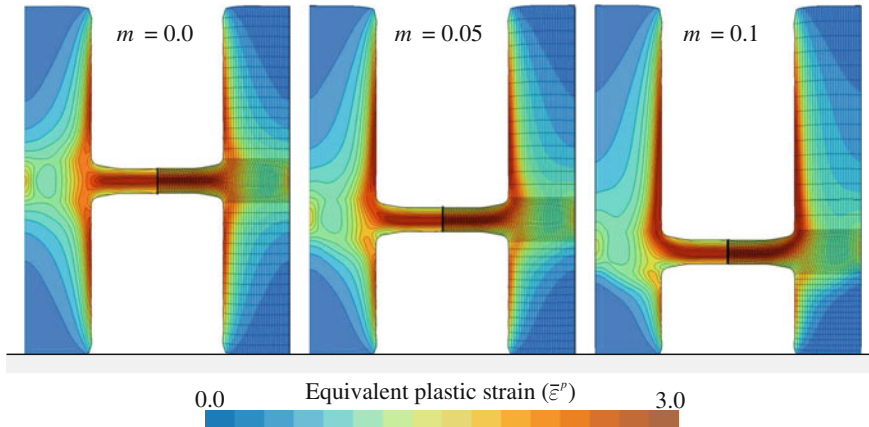 m = 0.0 m = 0.05 m = 0.1
Equivalent plastic strain (ε̅ᵖ)
0.0 3.0